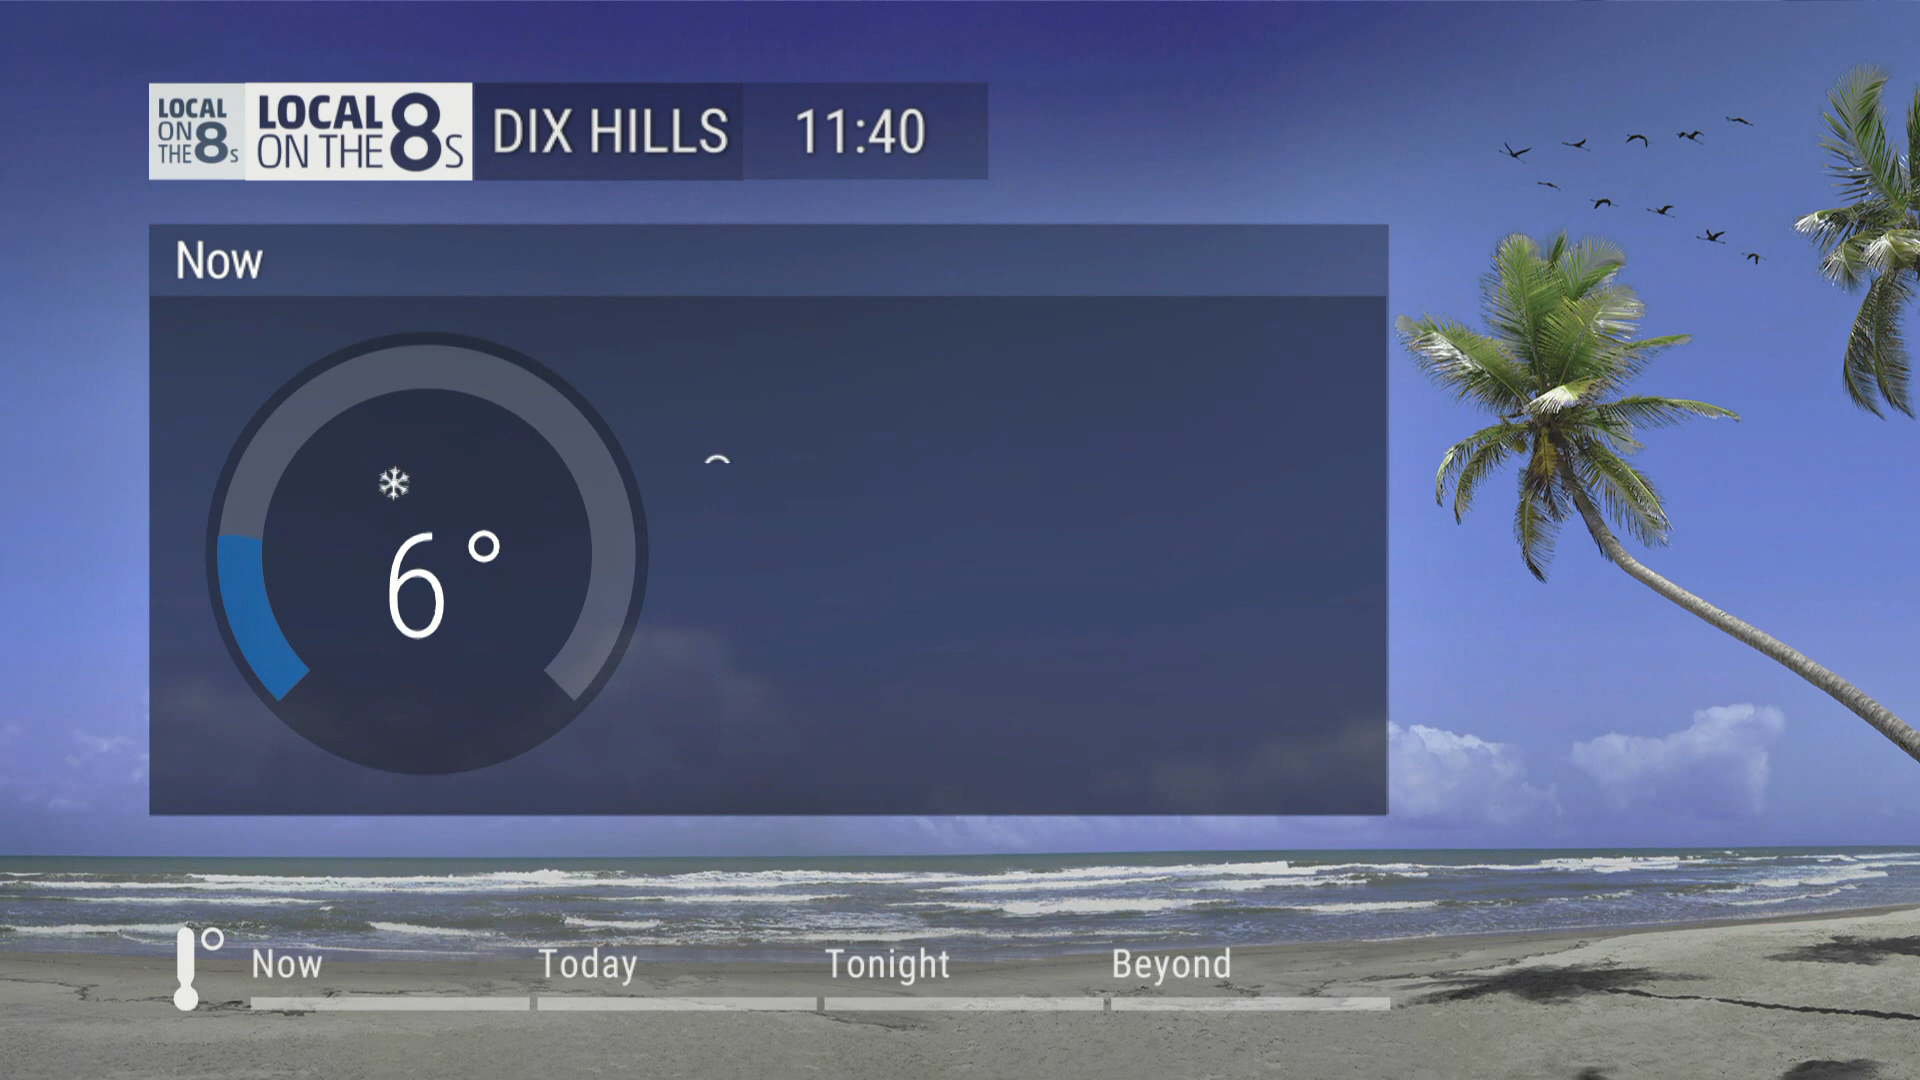 LOCAL
ON
THE 8s
LOCAL
ON THE 8s
DIX HILLS
11:40
Now
6°
Now
Today
Tonight
Beyond